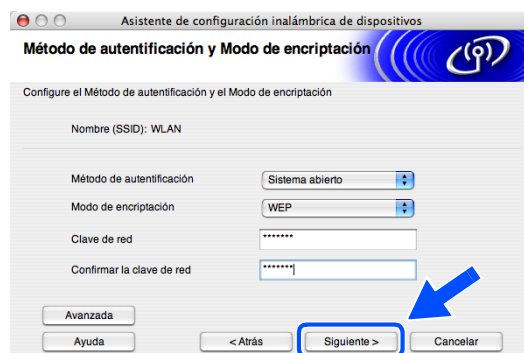 Asistente de configuración inalámbrica de dispositivos
Método de autentificación y Modo de encriptación
Configure el Método de autentificación y el Modo de encriptación
Nombre (SSID): WLAN
Método de autentificación Sistema abierto
Modo de encriptación WEP
Clave de red *******
Confirmar la clave de red *******
Avanzada
Ayuda < Atrás Siguiente > Cancelar